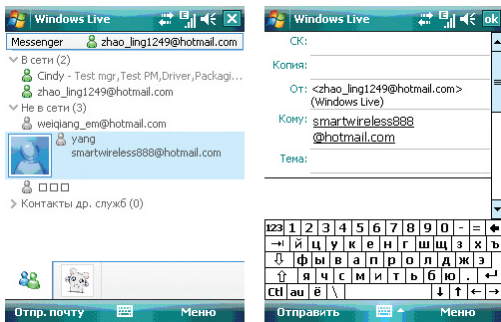 Windows Live
Messenger zhao_ling1249@hotmail.com
В сети (2)
Cindy - Test mgr,Test PM,Driver,Packagi...
zhao_ling1249@hotmail.com
Не в сети (3)
weiqiang_em@hotmail.com
yang
smartwireless888@hotmail.com
□□□
Контакты др. служб (0)
Отпр. почту Меню
Windows Live ok
СК:
Копия:
От: <zhao_ling1249@hotmail.com>
(Windows Live)
Кому: smartwireless888
@hotmail.com
Тема:
123 1 2 3 4 5 6 7 8 9 0 - =
й ц у к е н г ш щ з х ъ
ф ы в а п р о л д ж э
я ч с м и т ь б ю .
Ctl au ё \
Отправить Меню